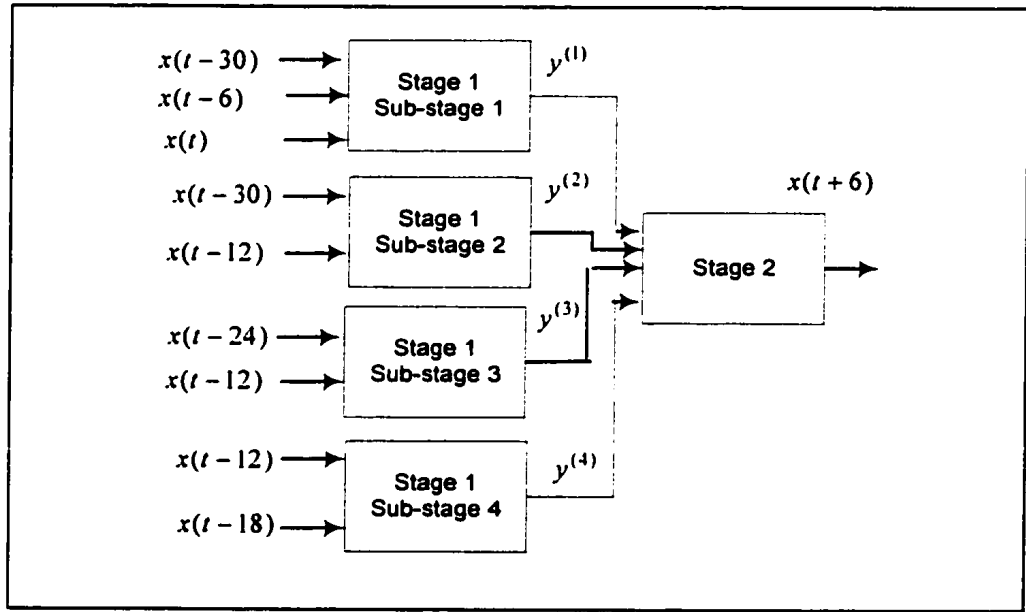 x(t − 30)
x(t − 6)
x(t)
Stage 1
Sub-stage 1
y^(1)
x(t − 30)
x(t − 12)
Stage 1
Sub-stage 2
y^(2)
x(t − 24)
x(t − 12)
Stage 1
Sub-stage 3
y^(3)
x(t − 12)
x(t − 18)
Stage 1
Sub-stage 4
y^(4)
Stage 2
x(t + 6)